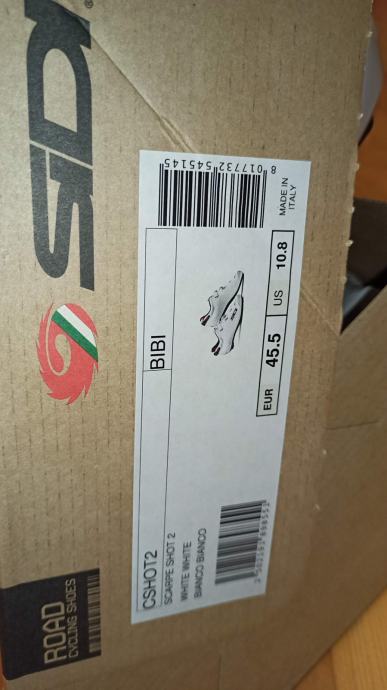 SIDI
®
ROAD
CYCLING SHOES
CSHOT2
BIBI
SCARPE SHOT 2
WHITE WHITE
BIANCO BIANCO
8 017732 545145
MADE IN
ITALY
EUR 45.5 US 10.8